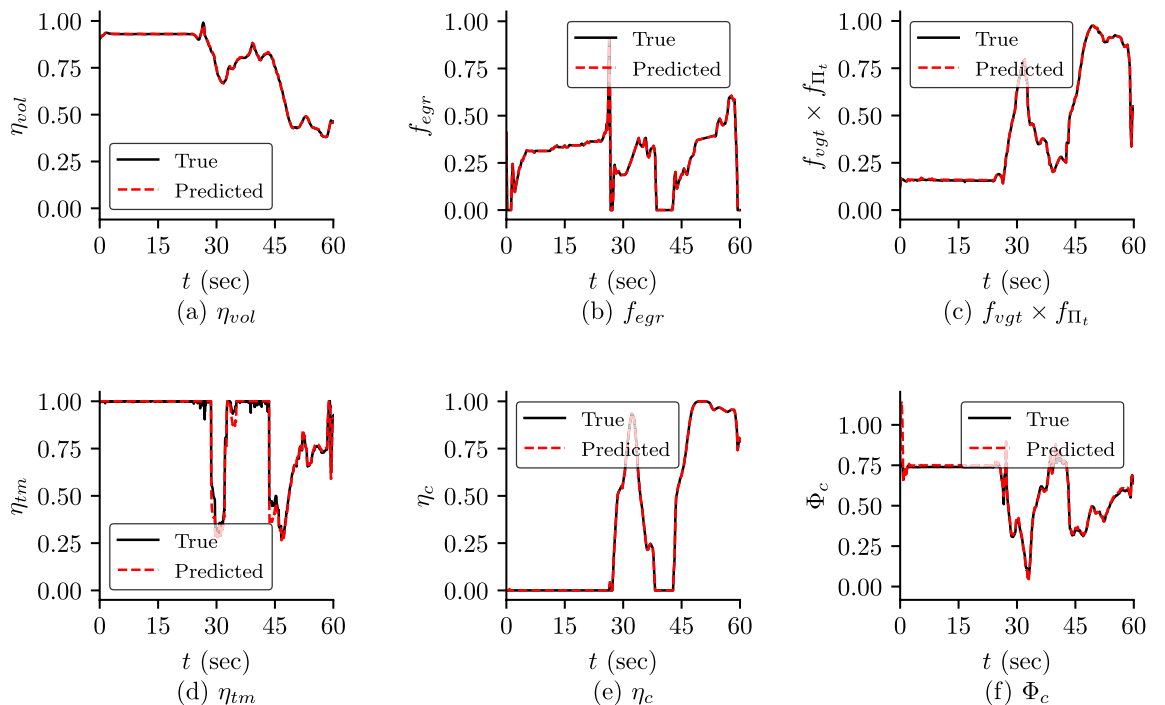 1.00
0.75
0.50
0.25
0.00
η_vol
True
Predicted
0 15 30 45 60
t (sec)
(a) η_vol
1.00
0.75
0.50
0.25
0.00
f_egr
True
Predicted
0 15 30 45 60
t (sec)
(b) f_egr
1.00
0.75
0.50
0.25
0.00
f_vgt × f_Π_t
True
Predicted
0 15 30 45 60
t (sec)
(c) f_vgt × f_Π_t
1.00
0.75
0.50
0.25
0.00
η_tm
True
Predicted
0 15 30 45 60
t (sec)
(d) η_tm
1.00
0.75
0.50
0.25
0.00
η_c
True
Predicted
0 15 30 45 60
t (sec)
(e) η_c
1.00
0.75
0.50
0.25
0.00
Φ_c
True
Predicted
0 15 30 45 60
t (sec)
(f) Φ_c